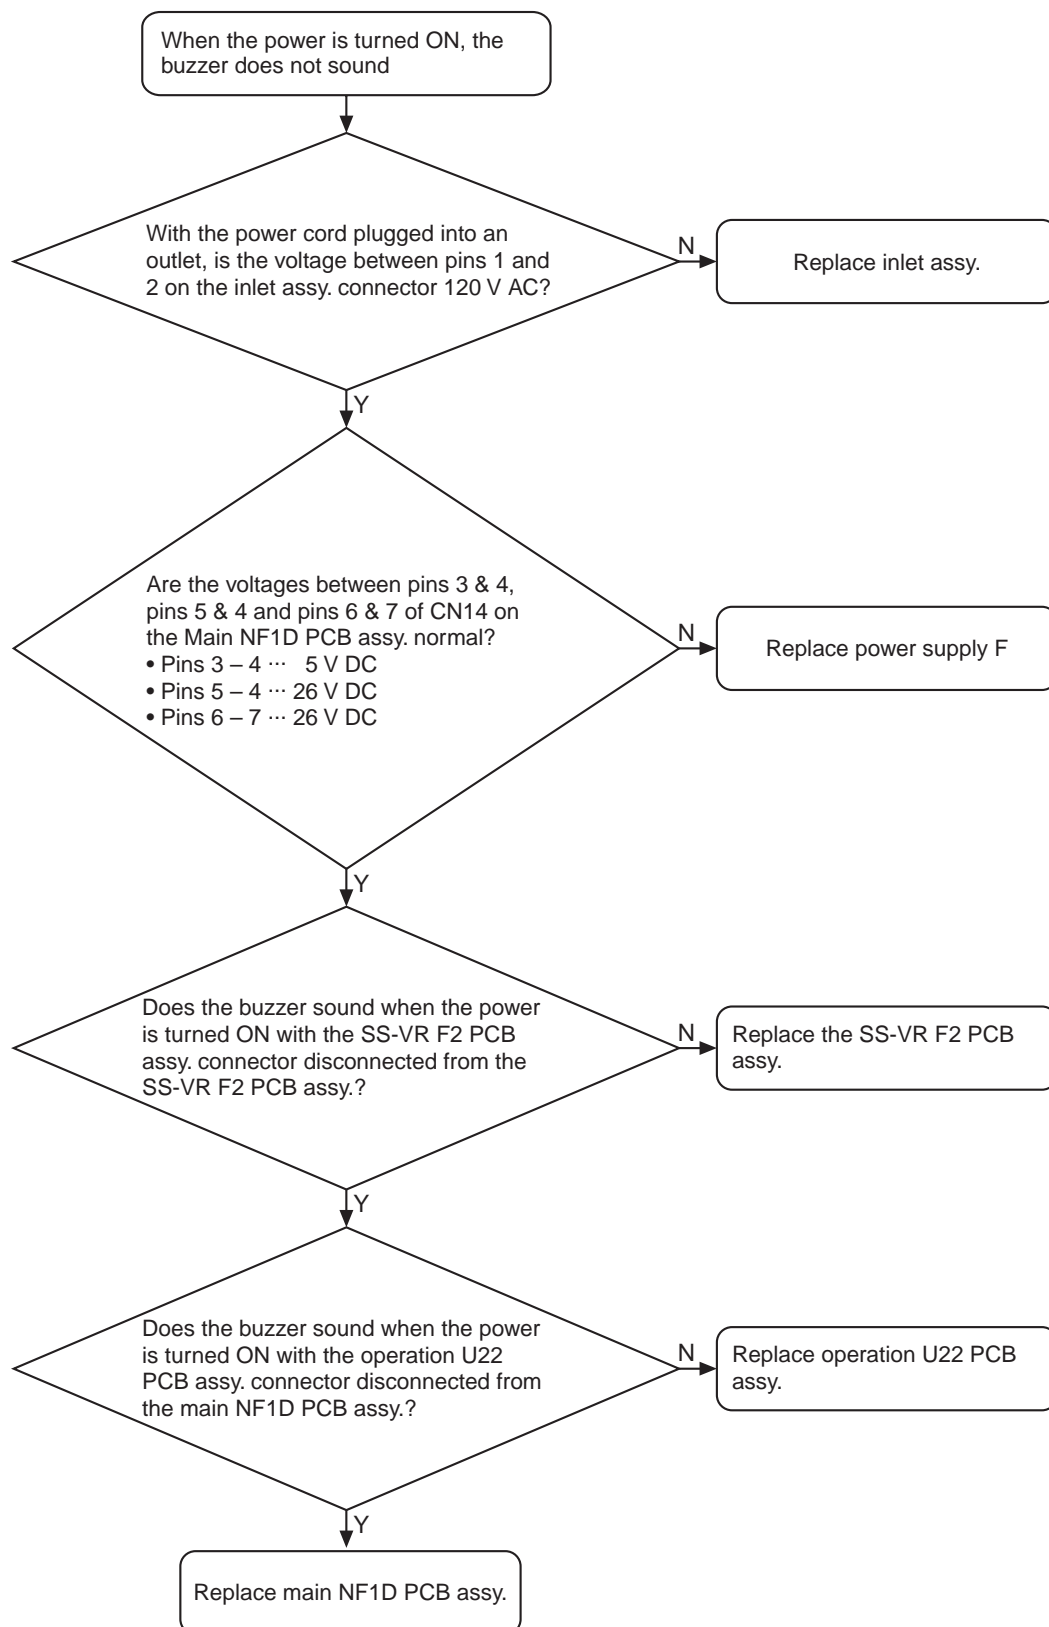 When the power is turned ON, the
buzzer does not sound
With the power cord plugged into an
outlet, is the voltage between pins 1 and
2 on the inlet assy. connector 120 V AC?
N
Replace inlet assy.
Y
Are the voltages between pins 3 & 4,
pins 5 & 4 and pins 6 & 7 of CN14 on
the Main NF1D PCB assy. normal?
• Pins 3 – 4 ··· 5 V DC
• Pins 5 – 4 ··· 26 V DC
• Pins 6 – 7 ··· 26 V DC
N
Replace power supply F
Y
Does the buzzer sound when the power
is turned ON with the SS-VR F2 PCB
assy. connector disconnected from the
SS-VR F2 PCB assy.?
N
Replace the SS-VR F2 PCB
assy.
Y
Does the buzzer sound when the power
is turned ON with the operation U22
PCB assy. connector disconnected from
the main NF1D PCB assy.?
N
Replace operation U22 PCB
assy.
Y
Replace main NF1D PCB assy.